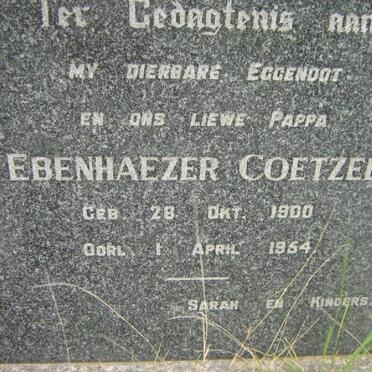 Ter Gedagtenis aan
MY DIERBARE EGGENOOT
EN ONS LIEWE PAPPA
EBENHAEZER COETZEE
GEB. 28 OKT. 1900
OORL. 1 APRIL 1954.
SARAH EN KINDERS.